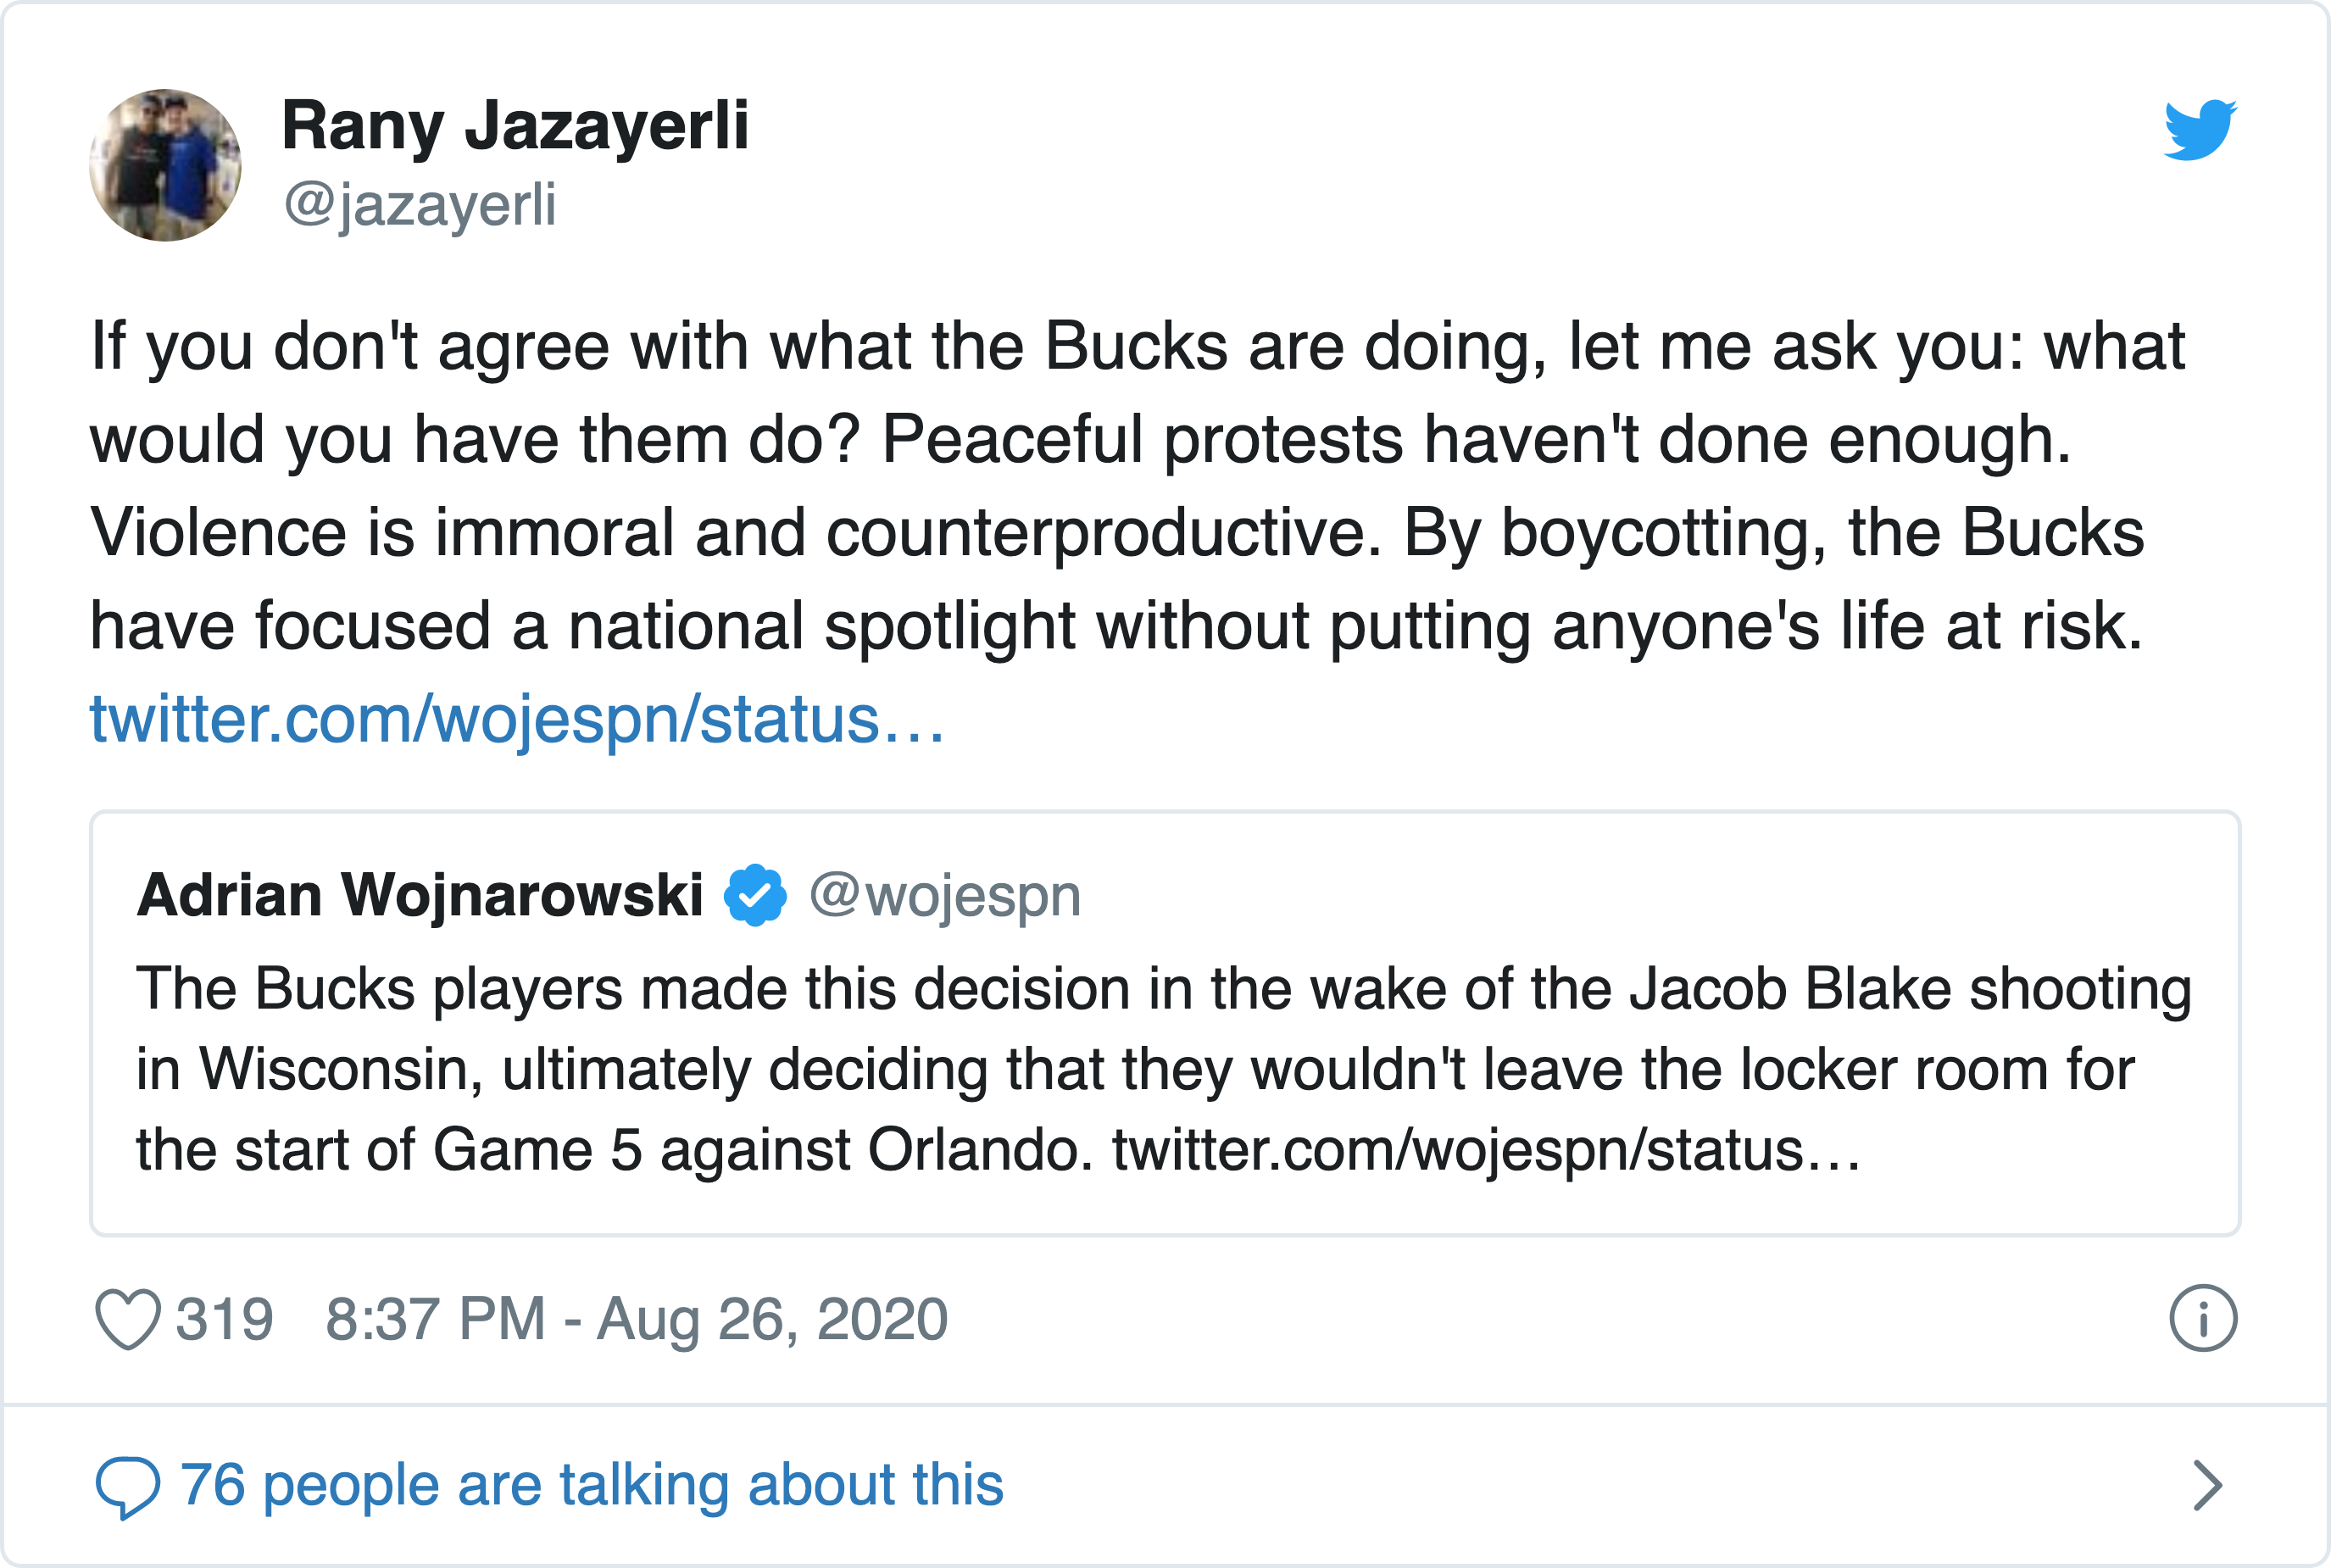 Rany Jazayerli
@jazayerli
If you don't agree with what the Bucks are doing, let me ask you: what
would you have them do? Peaceful protests haven't done enough.
Violence is immoral and counterproductive. By boycotting, the Bucks
have focused a national spotlight without putting anyone's life at risk.
twitter.com/wojespn/status…
Adrian Wojnarowski @wojespn
The Bucks players made this decision in the wake of the Jacob Blake shooting
in Wisconsin, ultimately deciding that they wouldn't leave the locker room for
the start of Game 5 against Orlando. twitter.com/wojespn/status…
319 8:37 PM - Aug 26, 2020
76 people are talking about this